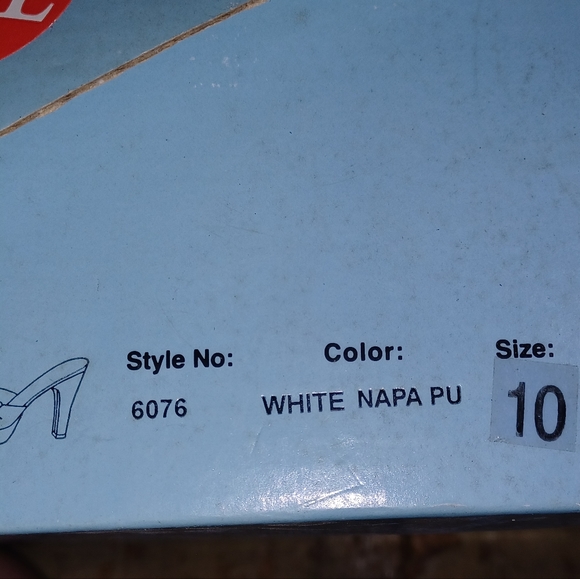 Style No: Color: Size:
6076 WHITE NAPA PU 10